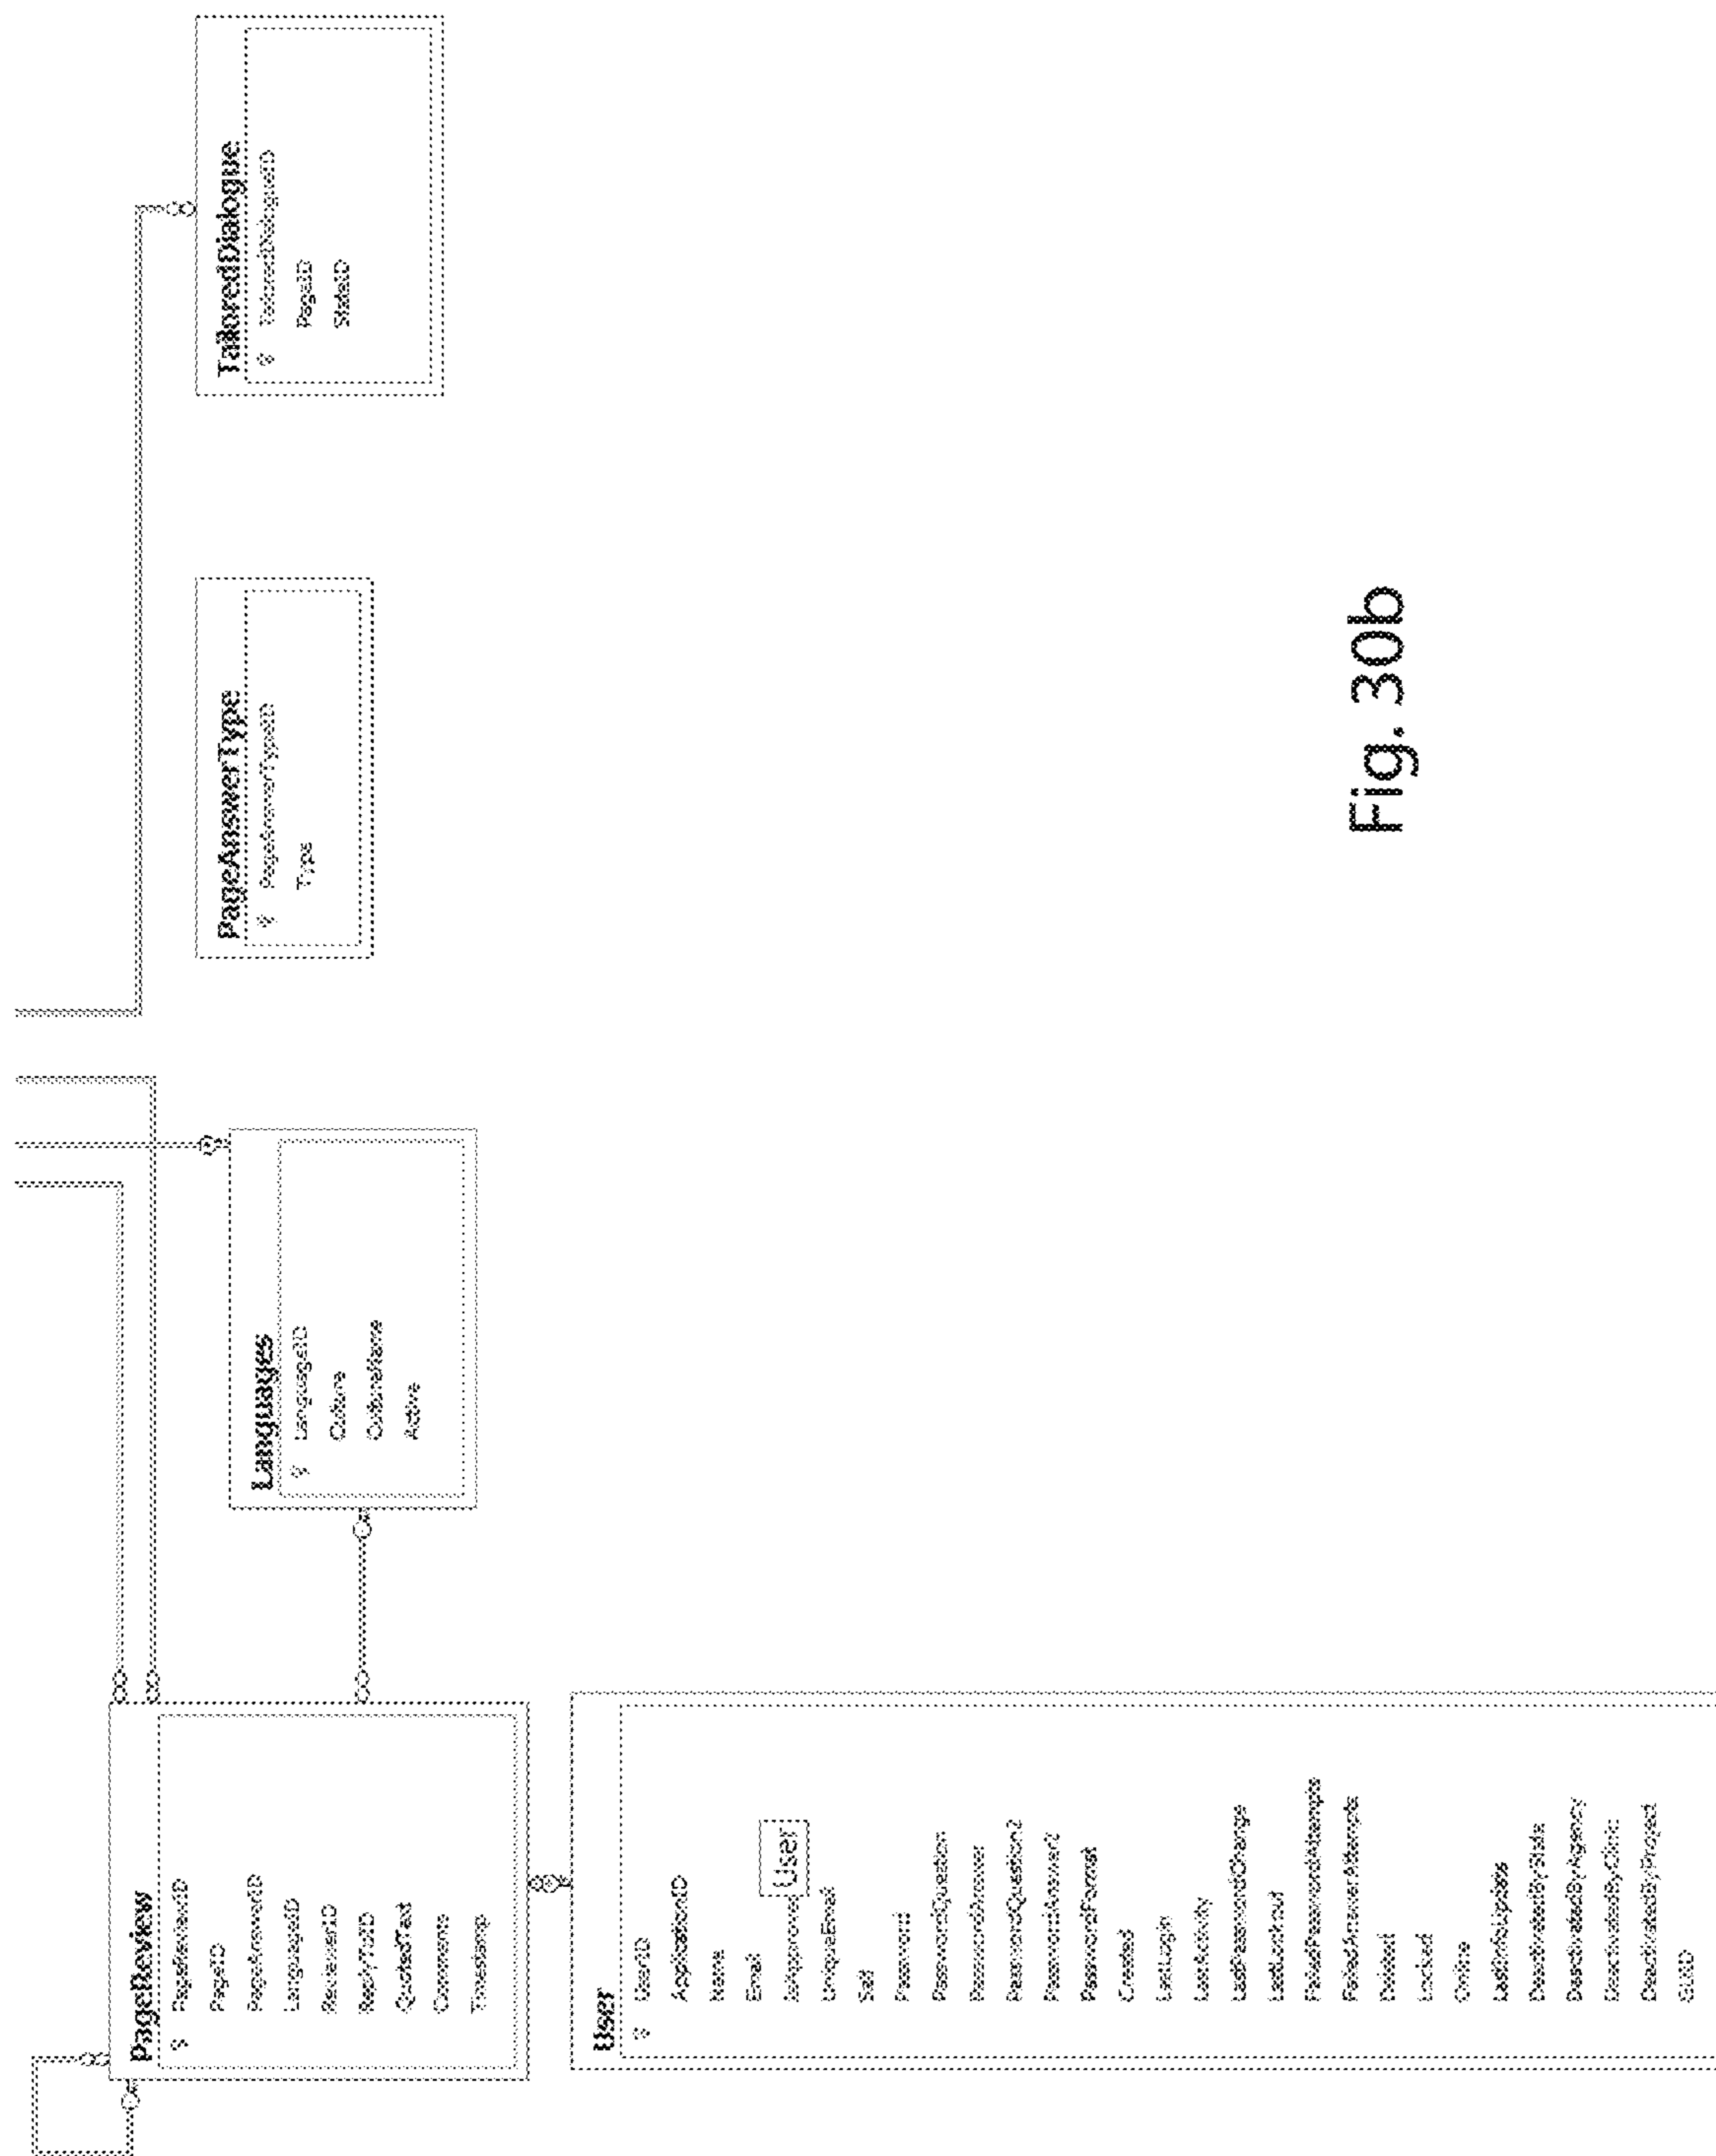 PageReview
PageReviewID
PageID
PageAnswerID
LanguageID
ReviewerID
ReplyToID
QuotedText
Comments
Timestamp
Languages
LanguageID
Culture
CultureName
Active
PageAnswerType
PageAnswerTypeID
Type
TailoredDialogue
TailoredDialogueID
PageID
StateID
User
UserID
ApplicationID
Name
Email
IsApproved
User
UniqueEmail
Salt
Password
PasswordQuestion
PasswordAnswer
PasswordQuestion2
PasswordAnswer2
PasswordFormat
Created
LastLogin
LastActivity
LastPasswordChange
LastLockout
FailedPasswordAttempts
FailedAnswerAttempts
Deleted
Locked
Online
LastInfoUpdate
DeactivatedByState
DeactivatedByAgency
DeactivatedByClinic
DeactivatedByProject
GUID
Fig. 30b